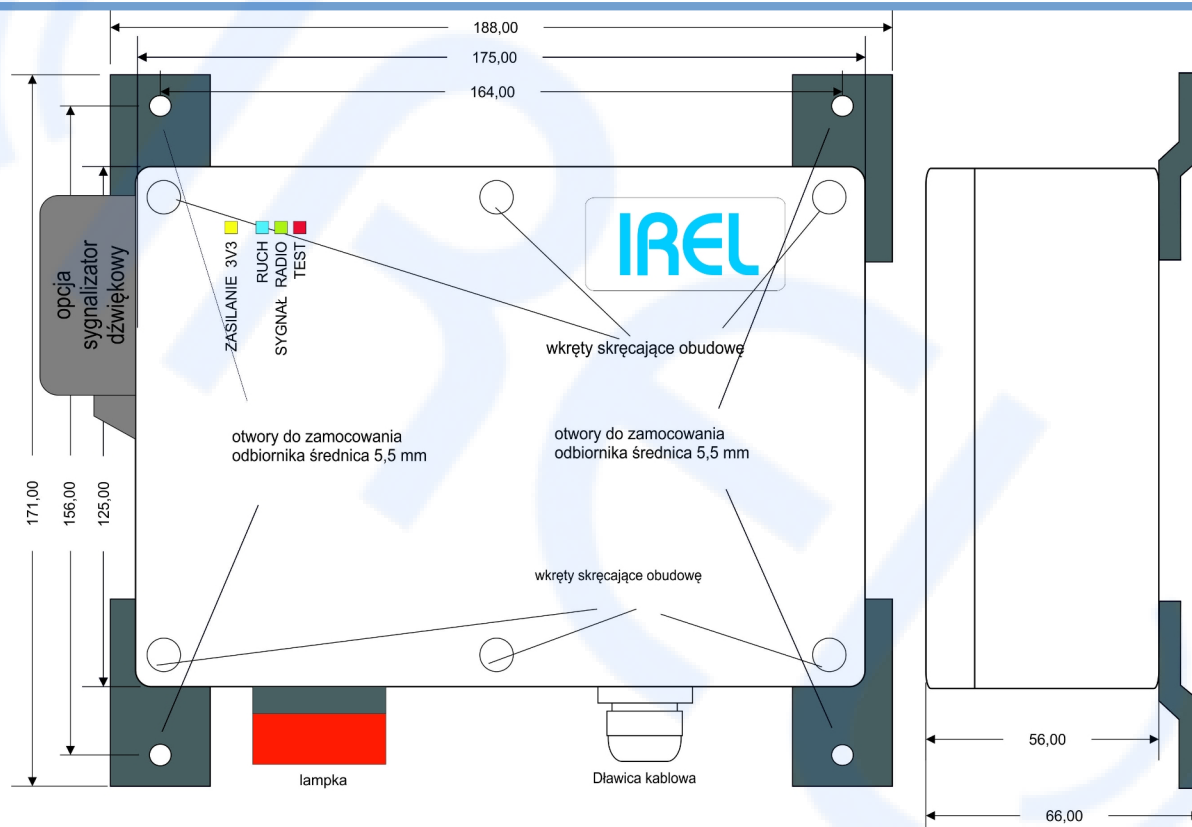 188,00
175,00
164,00
IREL
opcja
sygnalizator
dźwiękowy
ZASILANIE 3V3
RUCH
SYGNAŁ RADIO
TEST
wkręty skręcające obudowę
otwory do zamocowania
odbiornika średnica 5,5 mm
otwory do zamocowania
odbiornika średnica 5,5 mm
171,00
156,00
125,00
wkręty skręcające obudowę
lampka
Dławica kablowa
56,00
66,00